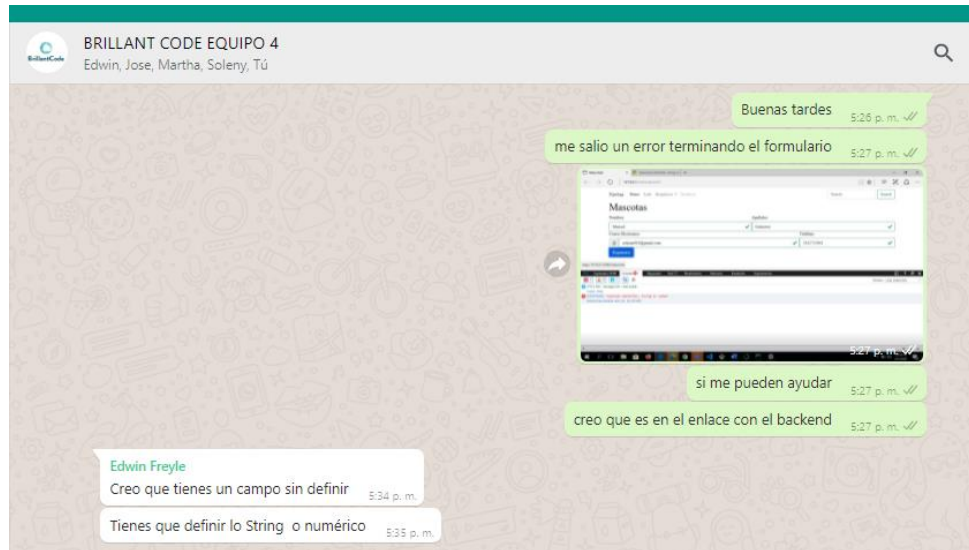 BRILLANT CODE EQUIPO 4
BrillantCode
Edwin, Jose, Martha, Soleny, Tú
Buenas tardes
5:26 p. m.
me salio un error terminando el formulario
5:27 p. m.
Mascotas
5:27 p. m.
si me pueden ayudar
5:27 p. m.
creo que es en el enlace con el backend
5:27 p. m.
Edwin Freyle
Creo que tienes un campo sin definir
5:34 p. m.
Tienes que definir lo String o numérico
5:35 p. m.